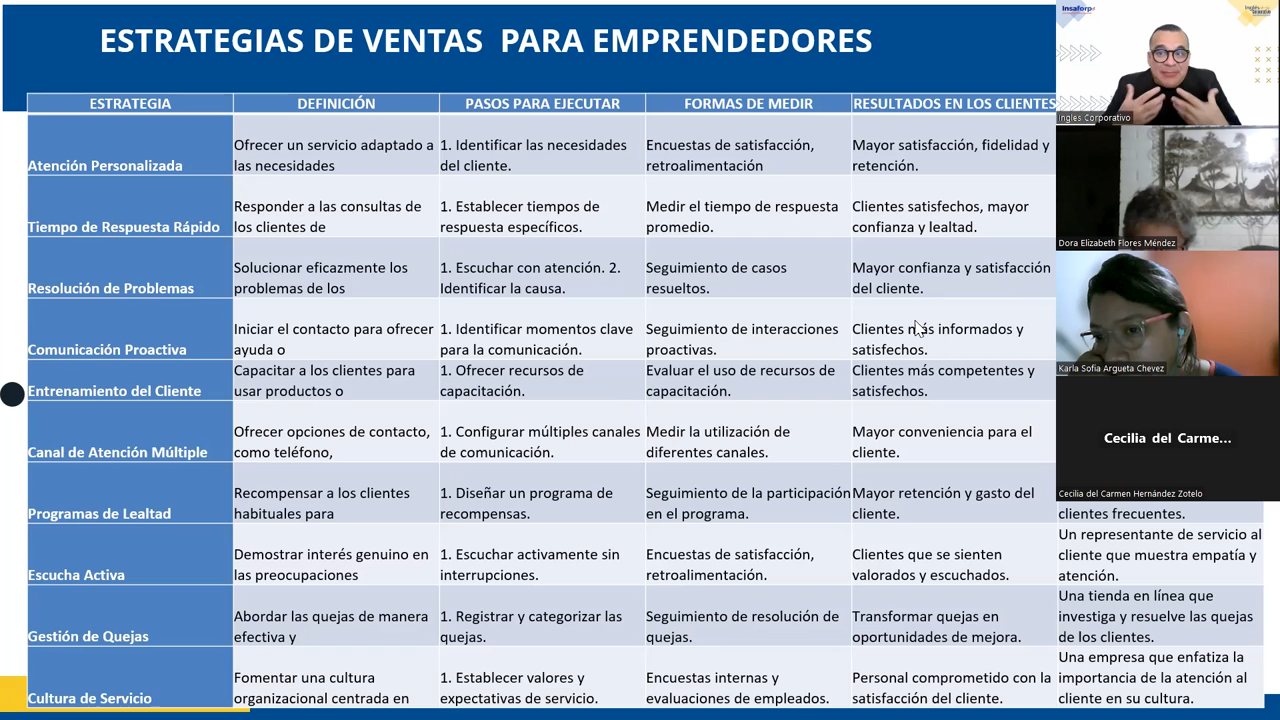 ESTRATEGIAS DE VENTAS PARA EMPRENDEDORES
ESTRATEGIA
DEFINICIÓN
PASOS PARA EJECUTAR
FORMAS DE MEDIR
RESULTADOS EN LOS CLIENTES
Atención Personalizada
Ofrecer un servicio adaptado a
las necesidades
1. Identificar las necesidades
del cliente.
Encuestas de satisfacción,
retroalimentación
Mayor satisfacción, fidelidad y
retención.
Tiempo de Respuesta Rápido
Responder a las consultas de
los clientes de
1. Establecer tiempos de
respuesta específicos.
Medir el tiempo de respuesta
promedio.
Clientes satisfechos, mayor
confianza y lealtad.
Resolución de Problemas
Solucionar eficazmente los
problemas de los
1. Escuchar con atención. 2.
Identificar la causa.
Seguimiento de casos
resueltos.
Mayor confianza y satisfacción
del cliente.
Comunicación Proactiva
Iniciar el contacto para ofrecer
ayuda o
1. Identificar momentos clave
para la comunicación.
Seguimiento de interacciones
proactivas.
Clientes más informados y
satisfechos.
Entrenamiento del Cliente
Capacitar a los clientes para
usar productos o
1. Ofrecer recursos de
capacitación.
Evaluar el uso de recursos de
capacitación.
Clientes más competentes y
satisfechos.
Canal de Atención Múltiple
Ofrecer opciones de contacto,
como teléfono,
1. Configurar múltiples canales
de comunicación.
Medir la utilización de
diferentes canales.
Mayor conveniencia para el
cliente.
Programas de Lealtad
Recompensar a los clientes
habituales para
1. Diseñar un programa de
recompensas.
Seguimiento de la participación
en el programa.
Mayor retención y gasto del
cliente.
clientes frecuentes.
Escucha Activa
Demostrar interés genuino en
las preocupaciones
1. Escuchar activamente sin
interrupciones.
Encuestas de satisfacción,
retroalimentación.
Clientes que se sienten
valorados y escuchados.
Un representante de servicio al
cliente que muestra empatía y
atención.
Gestión de Quejas
Abordar las quejas de manera
efectiva y
1. Registrar y categorizar las
quejas.
Seguimiento de resolución de
quejas.
Transformar quejas en
oportunidades de mejora.
Una tienda en línea que
investiga y resuelve las quejas
de los clientes.
Cultura de Servicio
Fomentar una cultura
organizacional centrada en
1. Establecer valores y
expectativas de servicio.
Encuestas internas y
evaluaciones de empleados.
Personal comprometido con la
satisfacción del cliente.
Una empresa que enfatiza la
importancia de la atención al
cliente en su cultura.
Insaforp
Ingles Corporativo
Dora Elizabeth Flores Méndez
Karla Sofia Argueta Chevez
Cecilia del Carme...
Cecilia del Carmen Hernández Zotelo